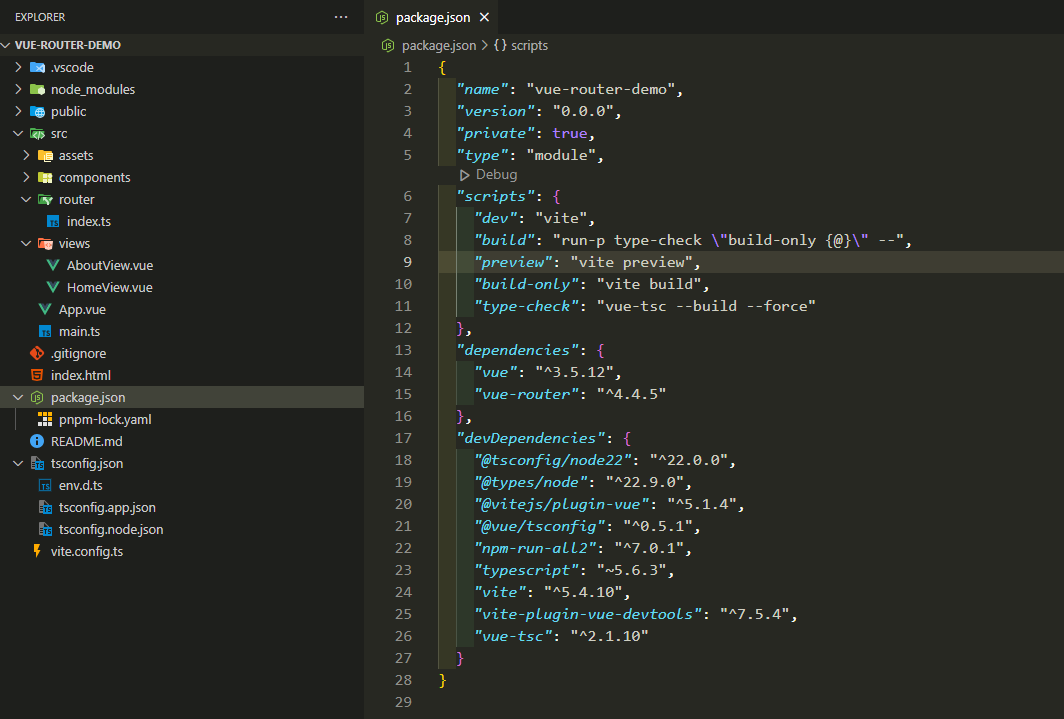 EXPLORER
VUE-ROUTER-DEMO
.vscode
node_modules
public
src
assets
components
router
index.ts
views
AboutView.vue
HomeView.vue
App.vue
main.ts
.gitignore
index.html
package.json
pnpm-lock.yaml
README.md
tsconfig.json
env.d.ts
tsconfig.app.json
tsconfig.node.json
vite.config.ts
package.json
package.json > {} scripts
1 {
2 "name": "vue-router-demo",
3 "version": "0.0.0",
4 "private": true,
5 "type": "module",
Debug
6 "scripts": {
7 "dev": "vite",
8 "build": "run-p type-check \"build-only {@}\" --",
9 "preview": "vite preview",
10 "build-only": "vite build",
11 "type-check": "vue-tsc --build --force"
12 },
13 "dependencies": {
14 "vue": "^3.5.12",
15 "vue-router": "^4.4.5"
16 },
17 "devDependencies": {
18 "@tsconfig/node22": "^22.0.0",
19 "@types/node": "^22.9.0",
20 "@vitejs/plugin-vue": "^5.1.4",
21 "@vue/tsconfig": "^0.5.1",
22 "npm-run-all2": "^7.0.1",
23 "typescript": "~5.6.3",
24 "vite": "^5.4.10",
25 "vite-plugin-vue-devtools": "^7.5.4",
26 "vue-tsc": "^2.1.10"
27 }
28 }
29